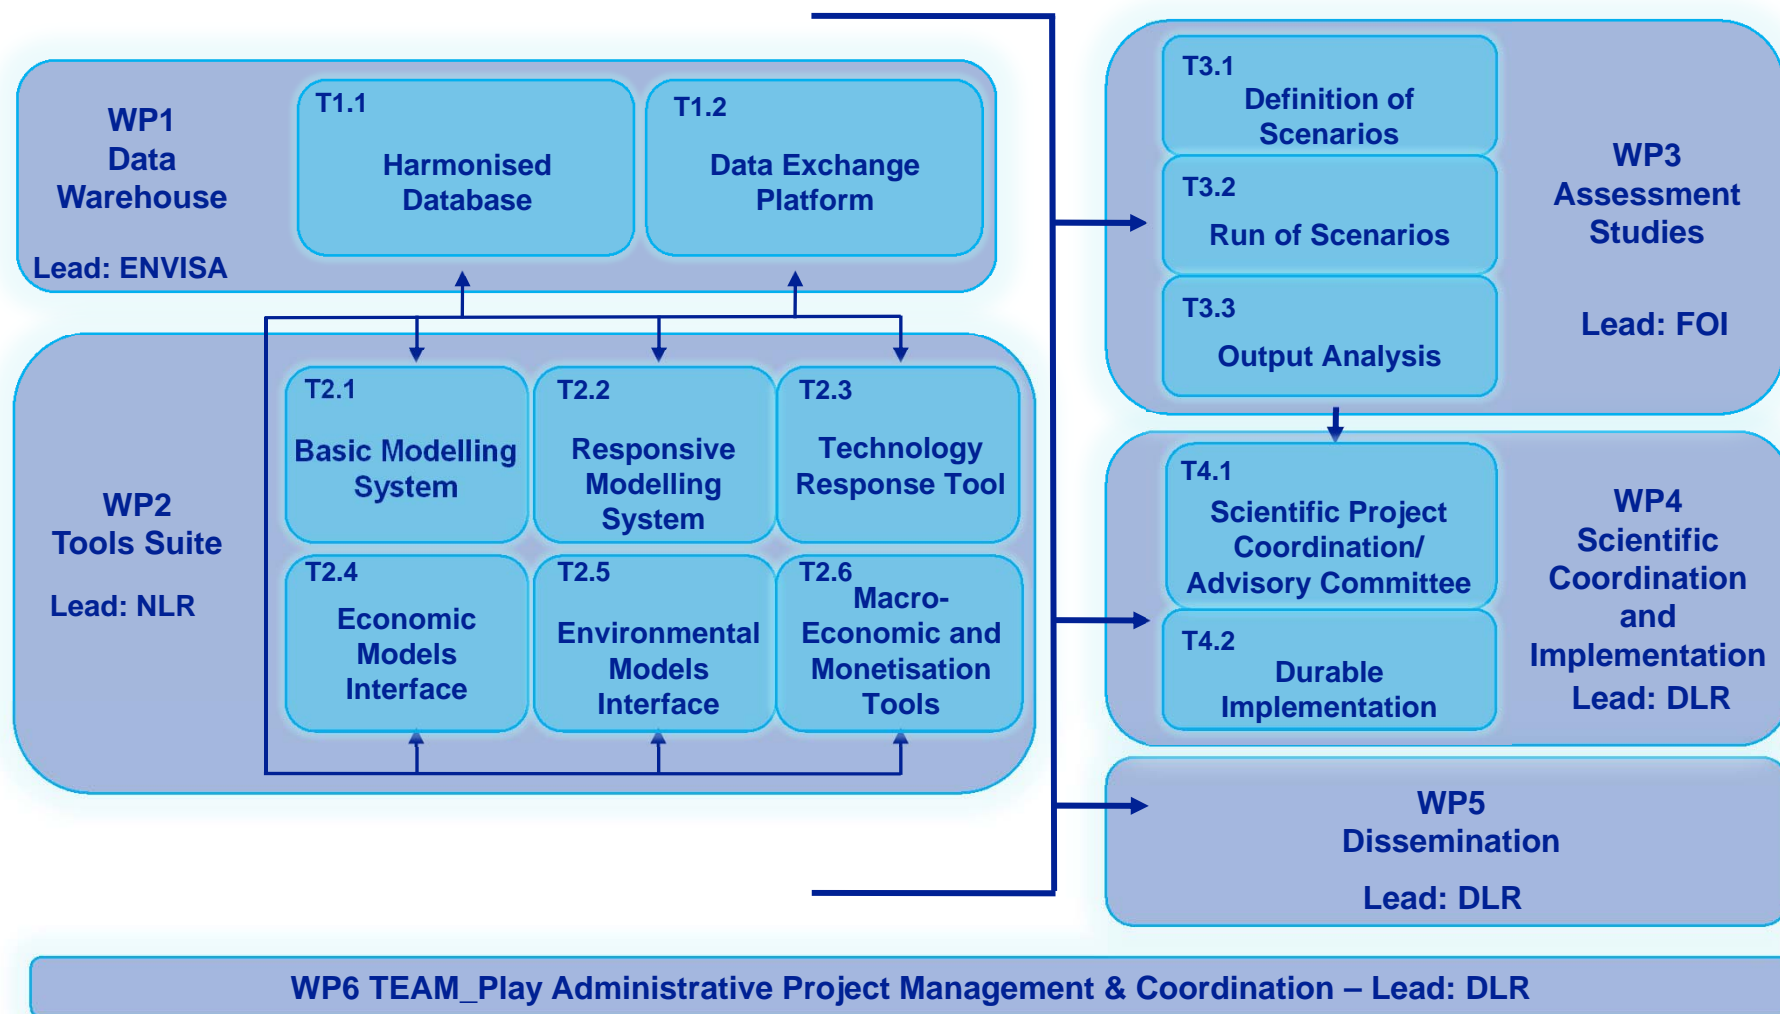 WP1
Data
Warehouse
Lead: ENVISA
T1.1
Harmonised
Database
T1.2
Data Exchange
Platform
WP2
Tools Suite
Lead: NLR
T2.1
Basic Modelling
System
T2.2
Responsive
Modelling
System
T2.3
Technology
Response Tool
T2.4
Economic
Models
Interface
T2.5
Environmental
Models
Interface
T2.6
Macro-
Economic and
Monetisation
Tools
T3.1
Definition of
Scenarios
T3.2
Run of Scenarios
T3.3
Output Analysis
WP3
Assessment
Studies
Lead: FOI
T4.1
Scientific Project
Coordination/
Advisory Committee
T4.2
Durable
Implementation
WP4
Scientific
Coordination
and
Implementation
Lead: DLR
WP5
Dissemination
Lead: DLR
WP6 TEAM_Play Administrative Project Management & Coordination – Lead: DLR